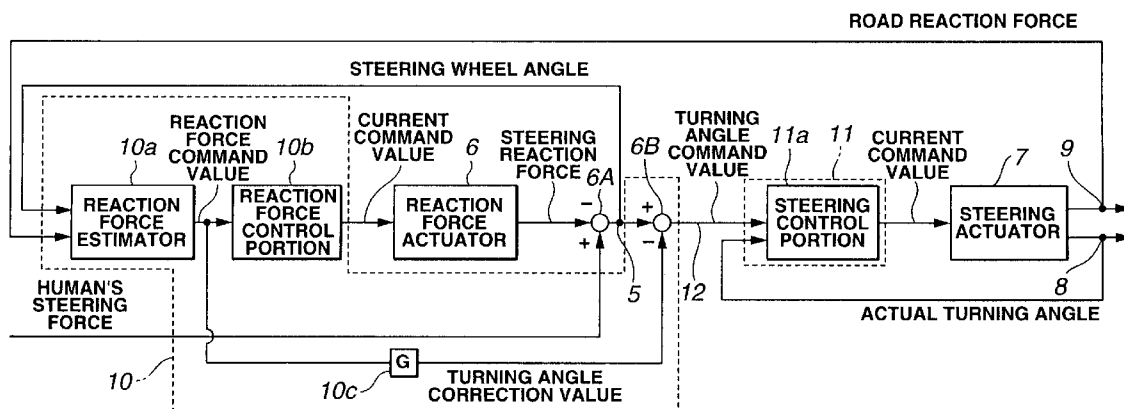 ROAD REACTION FORCE
STEERING WHEEL ANGLE
10a
REACTION
FORCE
COMMAND
VALUE
10b
CURRENT
COMMAND
VALUE
6
STEERING
REACTION
FORCE
6A
6B
TURNING
ANGLE
COMMAND
VALUE
11a
11
CURRENT
COMMAND
VALUE
7
9
REACTION
FORCE
ESTIMATOR
REACTION
FORCE
CONTROL
PORTION
REACTION
FORCE
ACTUATOR
−
+
+
−
STEERING
CONTROL
PORTION
STEERING
ACTUATOR
5
12
8
HUMAN'S
STEERING
FORCE
ACTUAL TURNING ANGLE
10
10c
G
TURNING ANGLE
CORRECTION VALUE